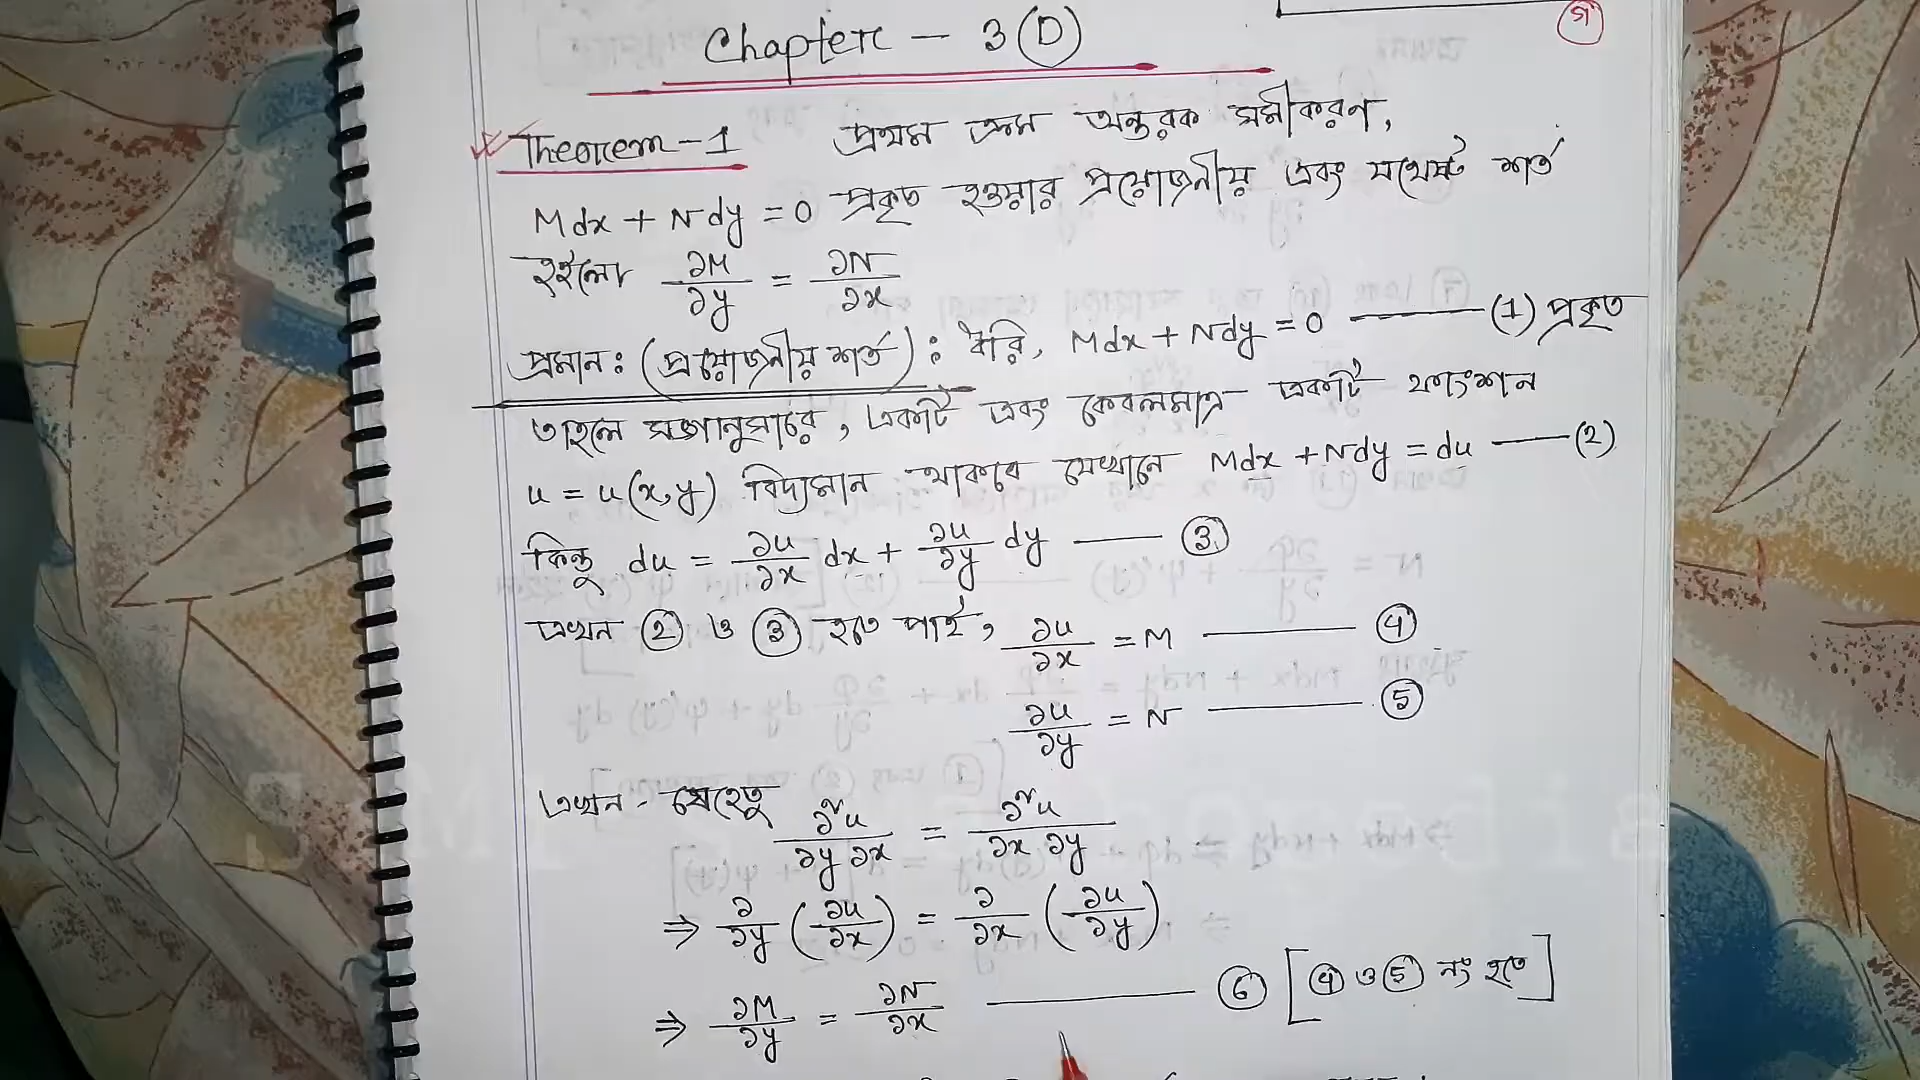 Chapter - 3(D)
গ
Theorem-1 প্রথম ক্রম অন্তরক সমীকরণ,
Mdx + Ndy = 0 প্রকৃত হওয়ার প্রয়োজনীয় এবং যথেষ্ট শর্ত
হইলো ∂M/∂y = ∂N/∂x
প্রমান: (প্রয়োজনীয় শর্ত): ধরি, Mdx + Ndy = 0 ——— (1) প্রকৃত
তাহলে সজ্ঞানুসারে, একটি এবং কেবলমাত্র একটি ফাংশান
u = u(x,y) বিদ্যমান থাকবে যেখানে Mdx + Ndy = du ——— (2)
কিন্তু du = ∂u/∂x dx + ∂u/∂y dy ——— ③
এখন ② ও ③ হতে পাই, ∂u/∂x = M ——— ④
∂u/∂y = N ——— ⑤
এখন - যেহেতু ∂²u/∂y ∂x = ∂²u/∂x ∂y
⇒ ∂/∂y (∂u/∂x) = ∂/∂x (∂u/∂y)
⇒ ∂M/∂y = ∂N/∂x ——— ⑥ [④ ও ⑤ নং হতে]